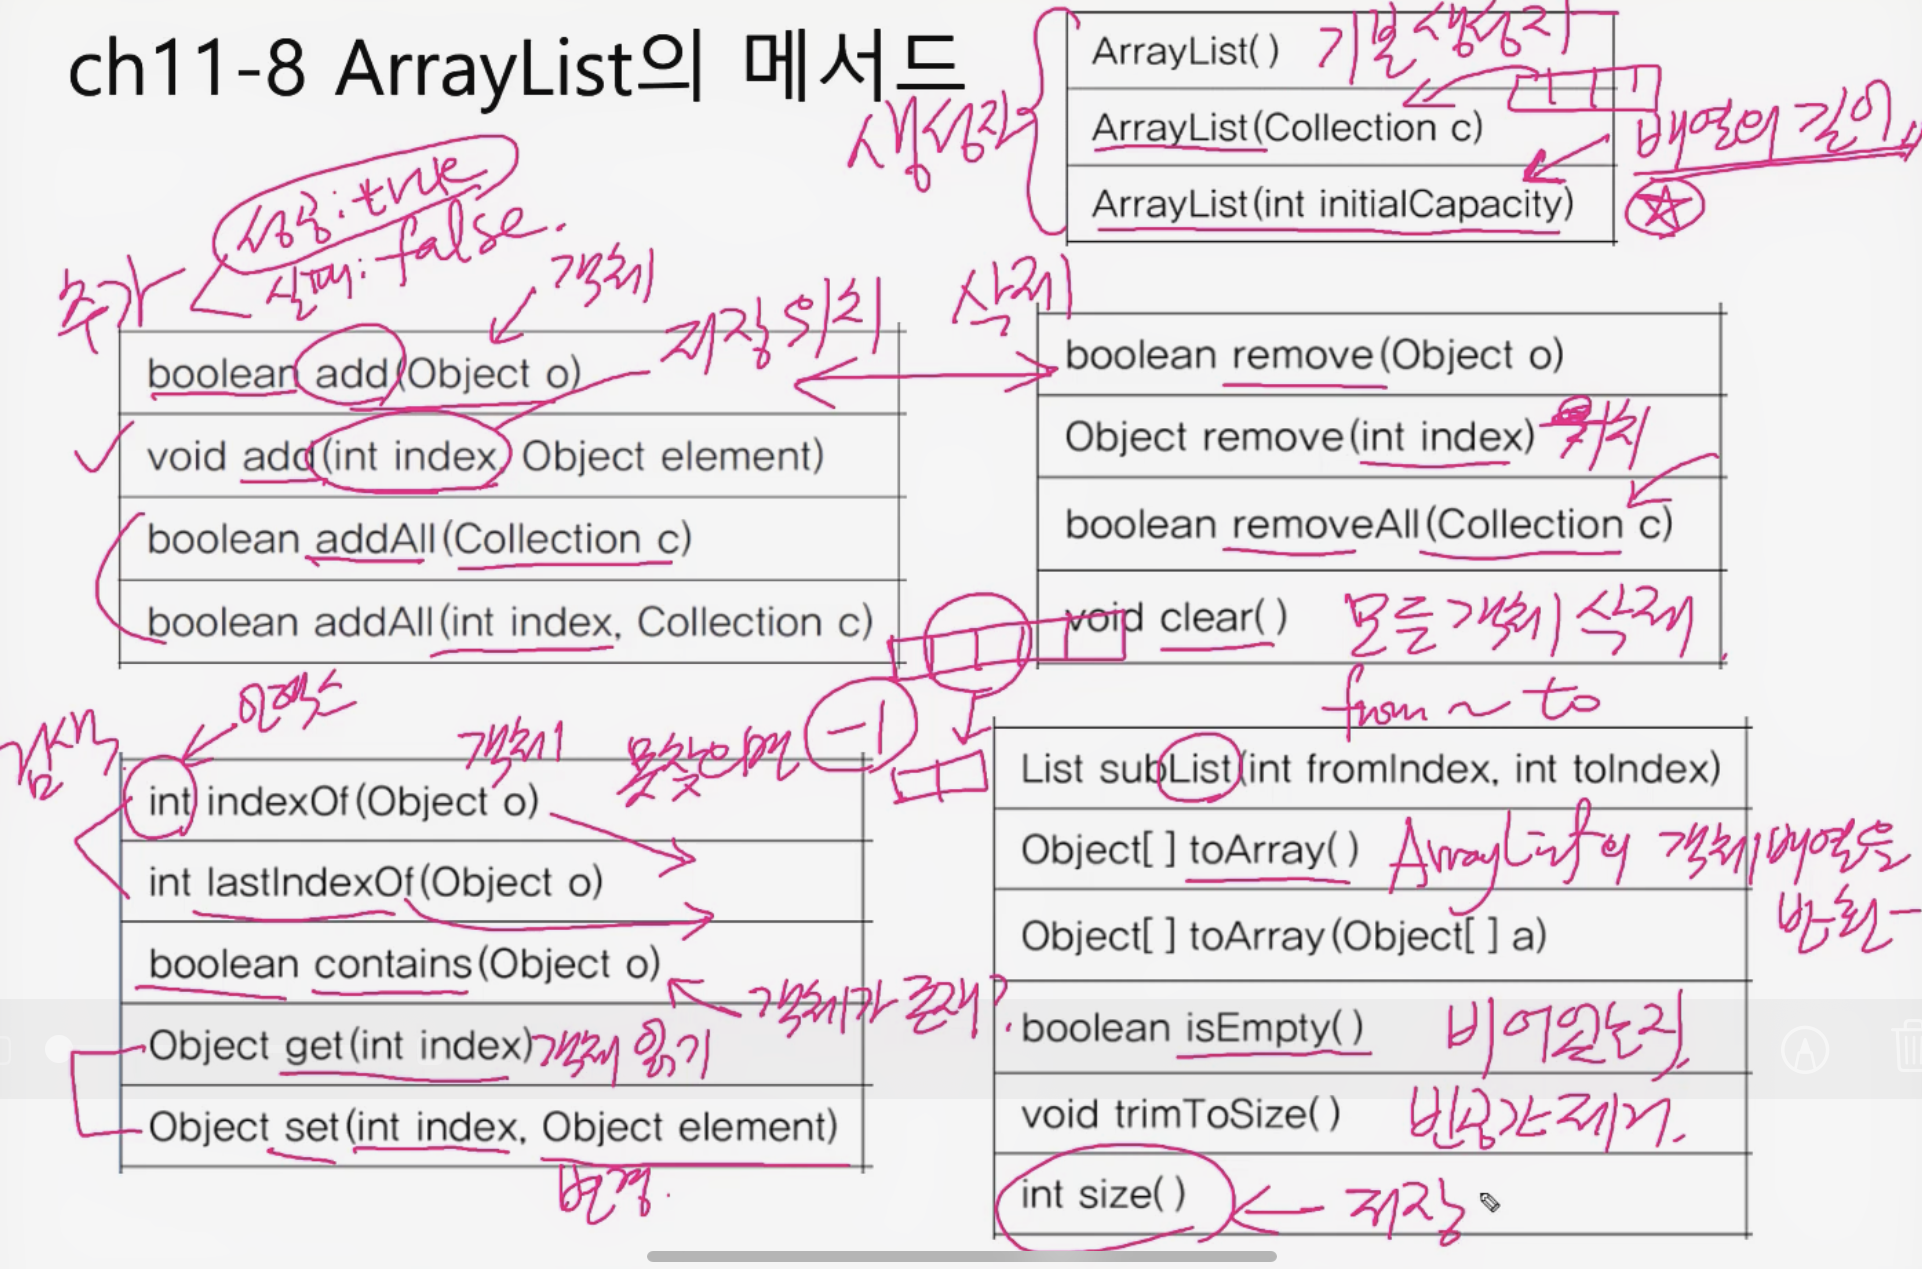 ch11-8 ArrayList의 메서드
생성자
ArrayList() 기본 생성자
ArrayList(Collection c)
배열의 길이
ArrayList(int initialCapacity)
성공:true
실패:false.
추가
객체
저장위치
boolean add(Object o)
void add(int index, Object element)
boolean addAll(Collection c)
boolean addAll(int index, Collection c)
삭제
boolean remove(Object o)
Object remove(int index) 위치
boolean removeAll(Collection c)
void clear() 모든객체 삭제
검색
인덱스
객체 못찾으면 -1
int indexOf(Object o)
int lastIndexOf(Object o)
boolean contains(Object o)
객체가 존재?
Object get(int index) 객체 읽기
Object set(int index, Object element)
변경.
from ~ to
List subList(int fromIndex, int toIndex)
Object[] toArray() ArrayList의 객체배열을
반환
Object[] toArray(Object[] a)
boolean isEmpty() 비어있는지
void trimToSize() 빈공간제거.
int size() 저장